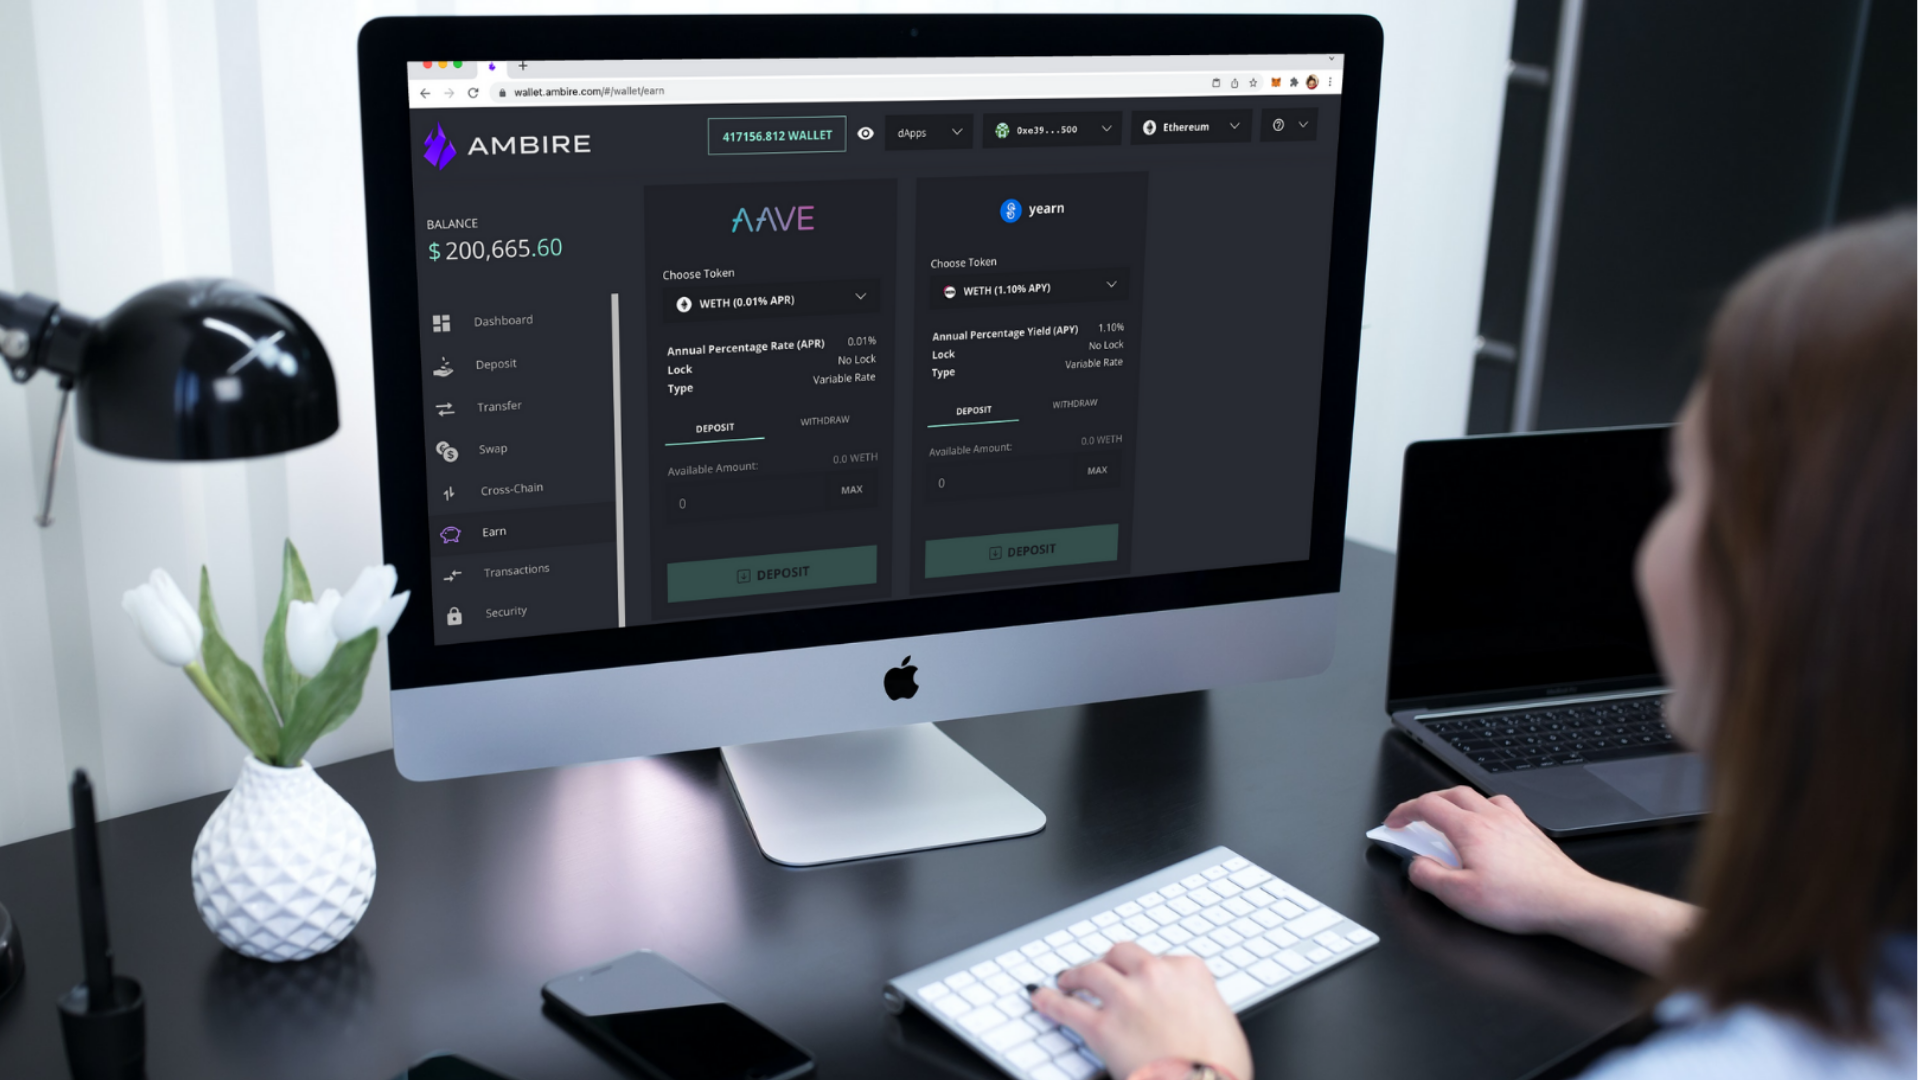 wallet.ambire.com/#/wallet/earn
AMBIRE
417156.812 WALLET
dApps
0xe39...500
Ethereum
BALANCE
$200,665.60
Dashboard
Deposit
Transfer
Swap
Cross-Chain
Earn
Transactions
Security
AAVE
Choose Token
WETH (0.01% APR)
Annual Percentage Rate (APR) 0.01%
Lock No Lock
Type Variable Rate
DEPOSIT WITHDRAW
Available Amount: 0.0 WETH
0 MAX
DEPOSIT
yearn
Choose Token
WETH (1.10% APY)
Annual Percentage Yield (APY) 1.10%
Lock No Lock
Type Variable Rate
DEPOSIT WITHDRAW
Available Amount: 0.0 WETH
0 MAX
DEPOSIT